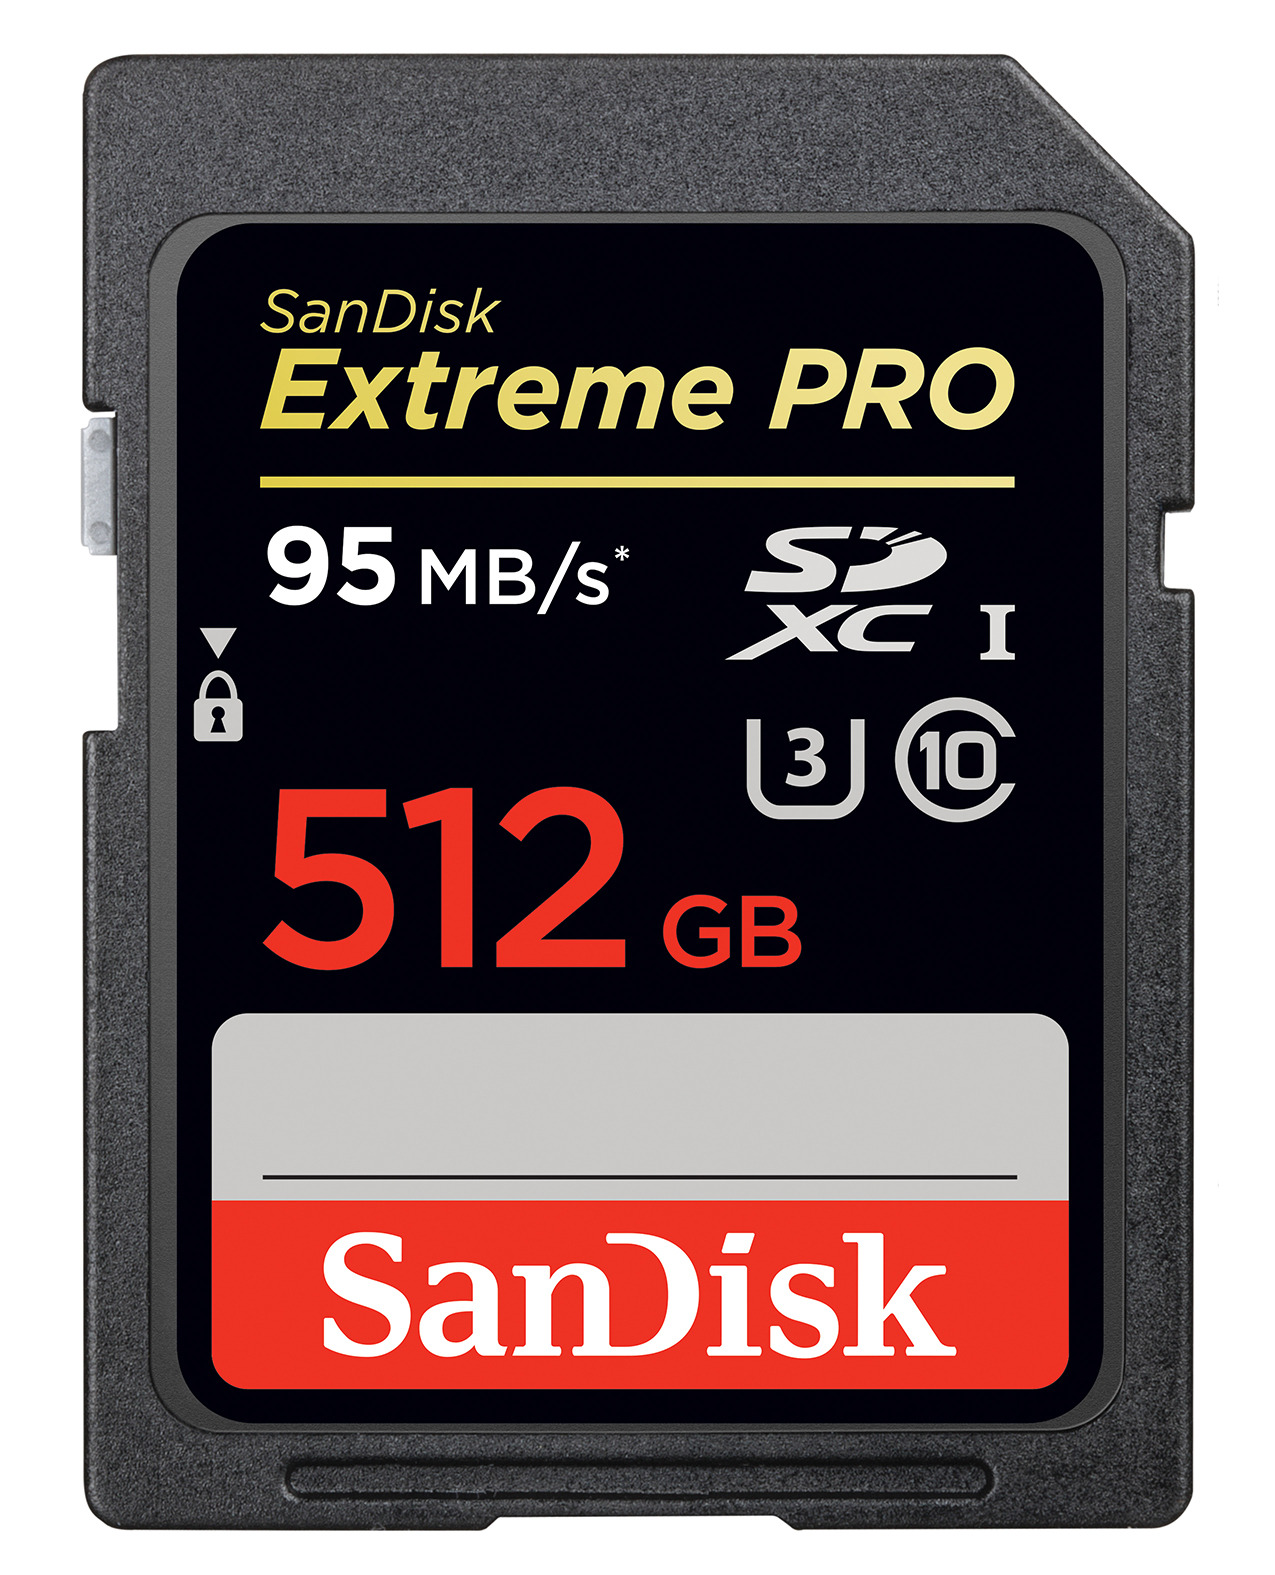 SanDisk
Extreme PRO
95 MB/s*
SD
XC I
3 10
512 GB
SanDisk